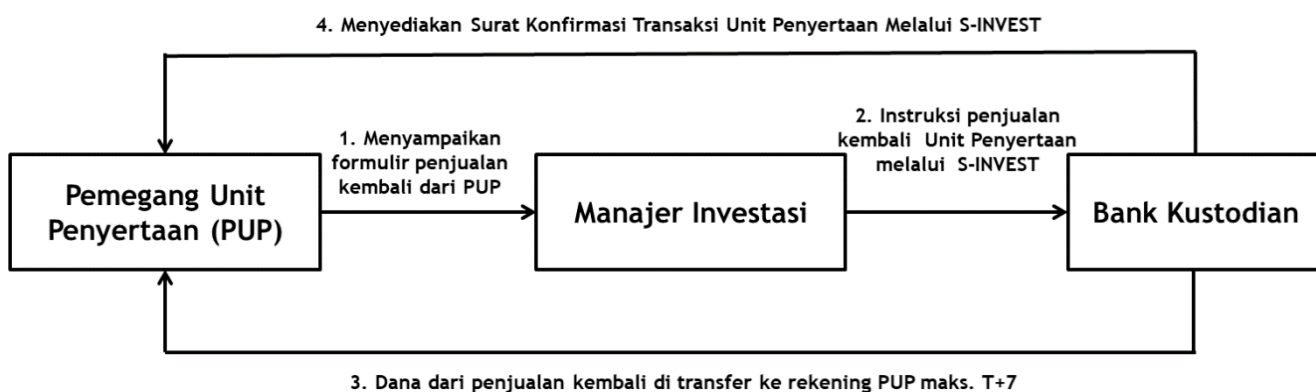 4. Menyediakan Surat Konfirmasi Transaksi Unit Penyertaan Melalui S-INVEST
1. Menyampaikan
formulir penjualan
kembali dari PUP
2. Instruksi penjualan
kembali Unit Penyertaan
melalui S-INVEST
Pemegang Unit
Penyertaan (PUP)
Manajer Investasi
Bank Kustodian
3. Dana dari penjualan kembali di transfer ke rekening PUP maks. T+7